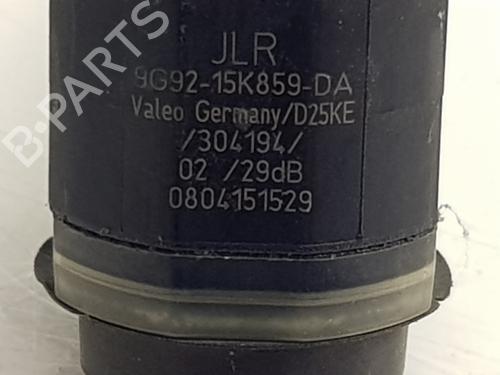 JLR
9G92-15K859-DA
Valeo Germany/D25KE
/304194/
02 /29dB
0804151529
B-Parts